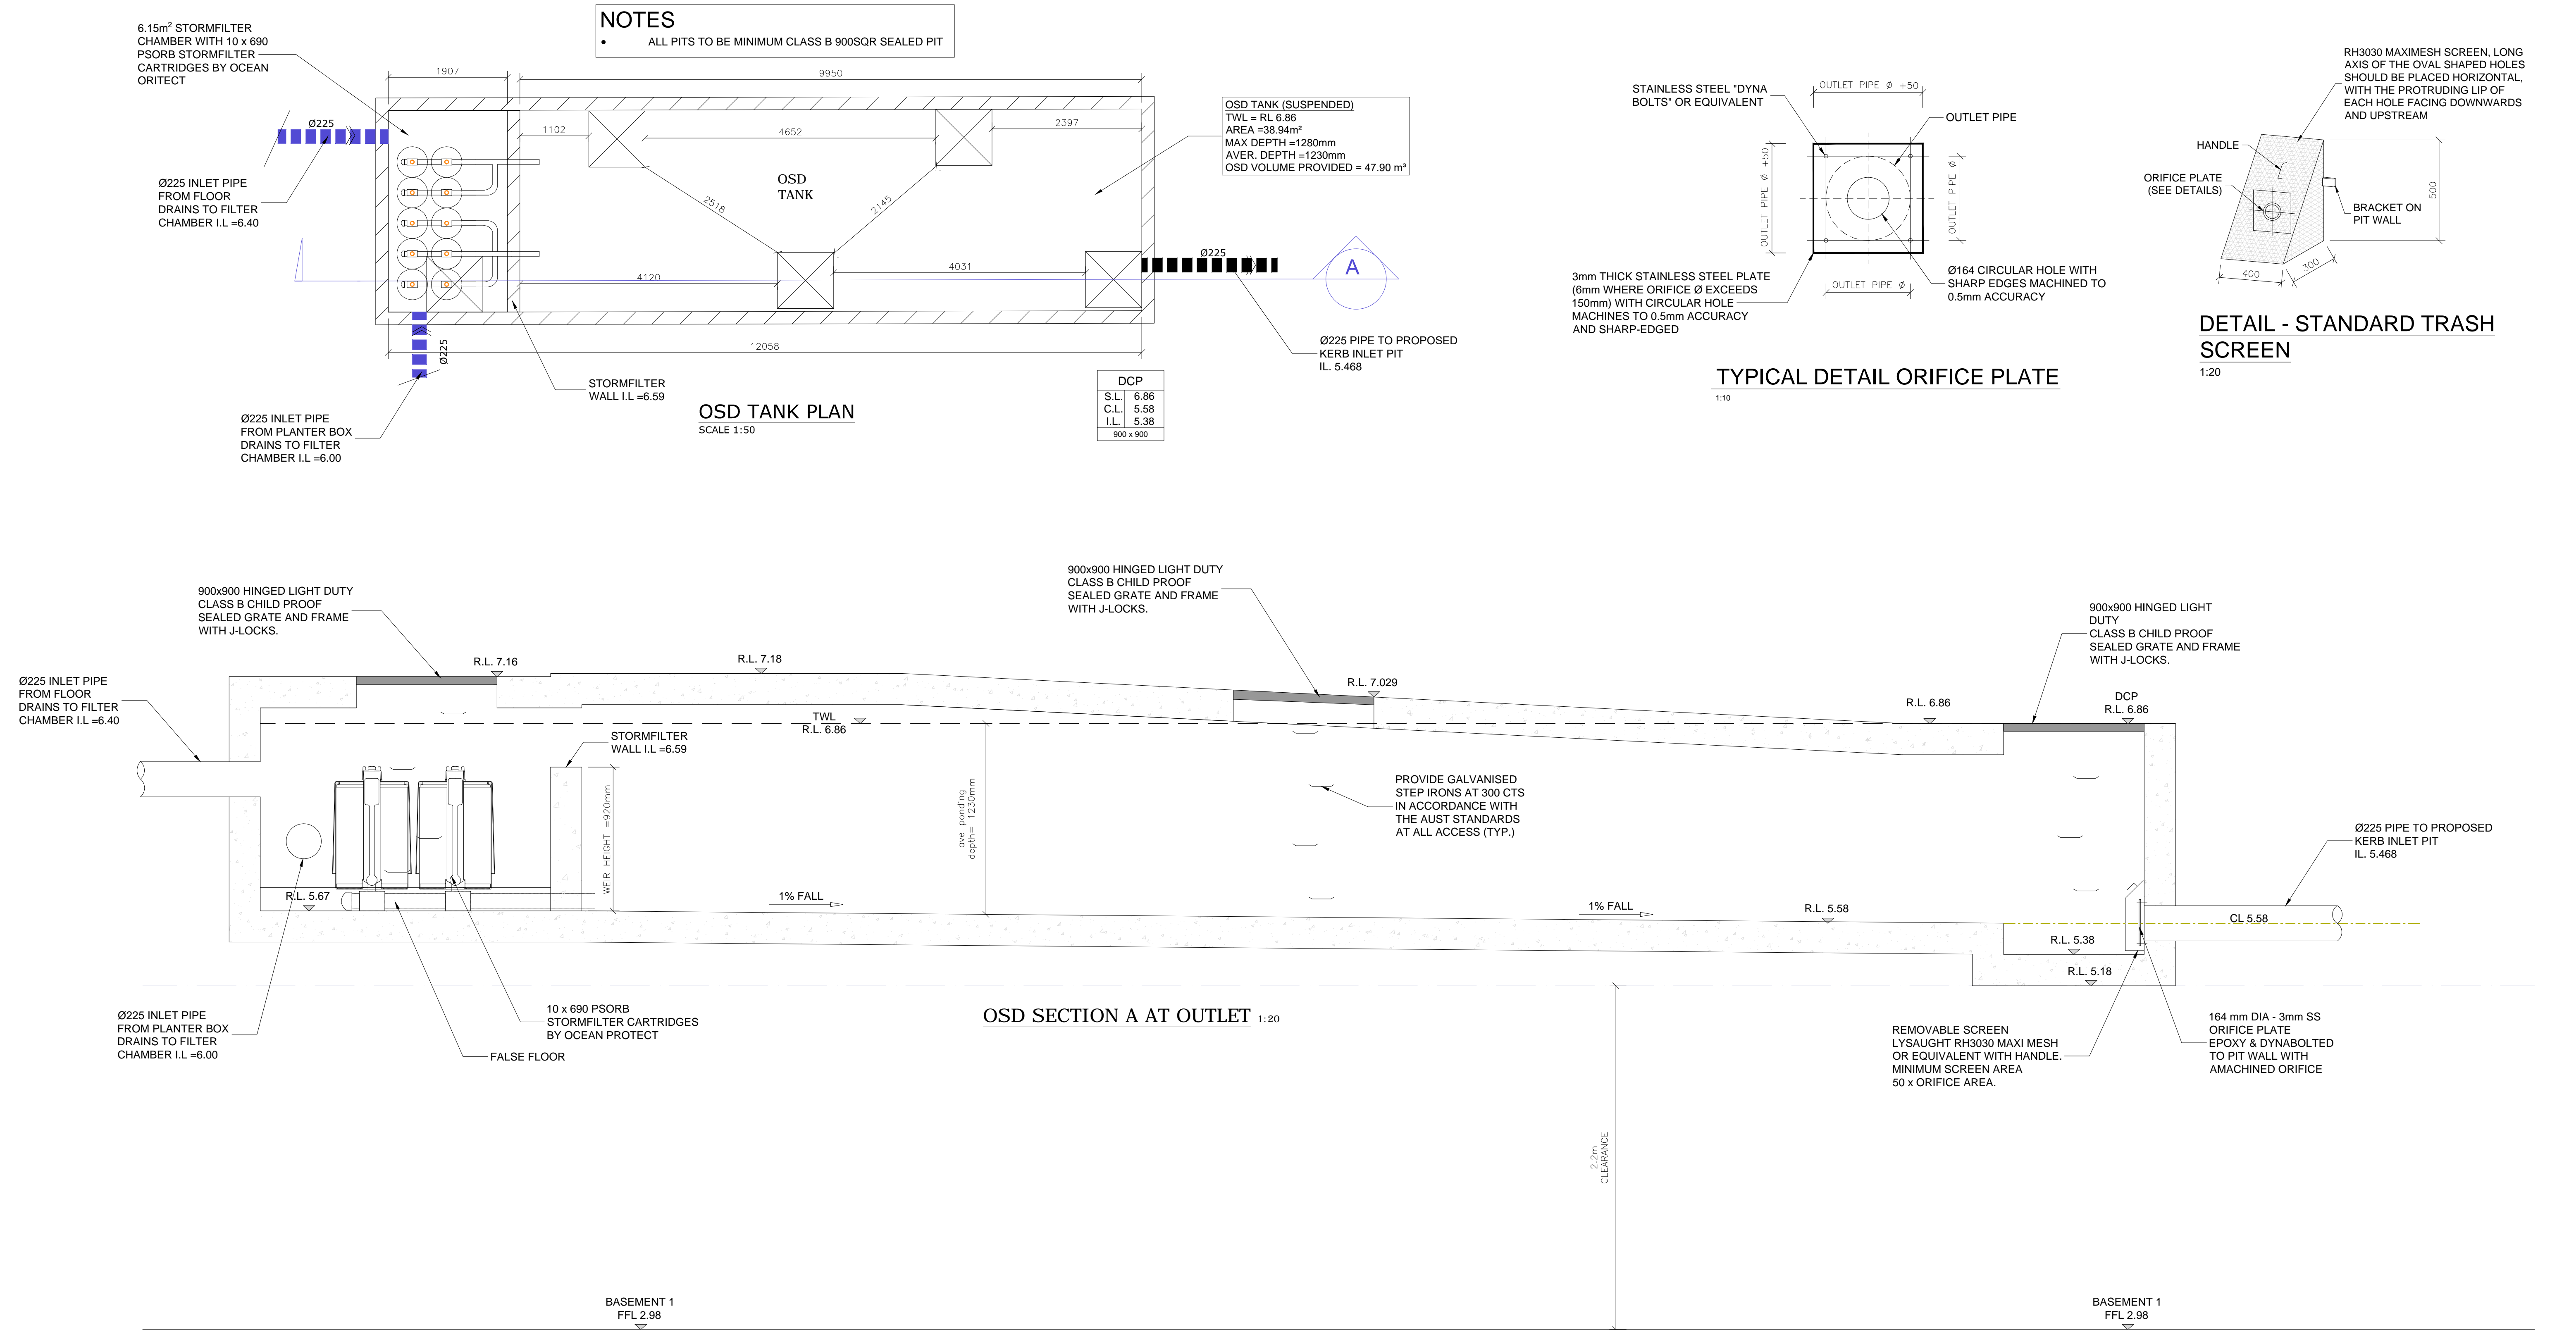 NOTES
• ALL PITS TO BE MINIMUM CLASS B 900SQR SEALED PIT
6.15m² STORMFILTER
CHAMBER WITH 10 x 690
PSORB STORMFILTER
CARTRIDGES BY OCEAN
ORITECT
1907
9950
Ø225
1102
4652
2397
OSD
TANK
2518
2145
4120
4031
Ø225
12058
Ø225
Ø225 INLET PIPE
FROM FLOOR
DRAINS TO FILTER
CHAMBER I.L =6.40
OSD TANK (SUSPENDED)
TWL = RL 6.86
AREA =38.94m²
MAX DEPTH =1280mm
AVER. DEPTH =1230mm
OSD VOLUME PROVIDED = 47.90 m³
A
Ø225 PIPE TO PROPOSED
KERB INLET PIT
IL. 5.468
Ø225 INLET PIPE
FROM PLANTER BOX
DRAINS TO FILTER
CHAMBER I.L =6.00
STORMFILTER
WALL I.L =6.59
OSD TANK PLAN
SCALE 1:50
DCP
S.L. 6.86
C.L. 5.58
I.L. 5.38
900 x 900
STAINLESS STEEL "DYNA
BOLTS" OR EQUIVALENT
OUTLET PIPE Ø +50
OUTLET PIPE
OUTLET PIPE Ø +50
OUTLET PIPE Ø
3mm THICK STAINLESS STEEL PLATE
(6mm WHERE ORIFICE Ø EXCEEDS
150mm) WITH CIRCULAR HOLE
MACHINES TO 0.5mm ACCURACY
AND SHARP-EDGED
OUTLET PIPE Ø
Ø164 CIRCULAR HOLE WITH
SHARP EDGES MACHINED TO
0.5mm ACCURACY
TYPICAL DETAIL ORIFICE PLATE
1:10
RH3030 MAXIMESH SCREEN, LONG
AXIS OF THE OVAL SHAPED HOLES
SHOULD BE PLACED HORIZONTAL,
WITH THE PROTRUDING LIP OF
EACH HOLE FACING DOWNWARDS
AND UPSTREAM
HANDLE
ORIFICE PLATE
(SEE DETAILS)
500
BRACKET ON
PIT WALL
400
300
DETAIL - STANDARD TRASH
SCREEN
1:20
900x900 HINGED LIGHT DUTY
CLASS B CHILD PROOF
SEALED GRATE AND FRAME
WITH J-LOCKS.
900x900 HINGED LIGHT DUTY
CLASS B CHILD PROOF
SEALED GRATE AND FRAME
WITH J-LOCKS.
900x900 HINGED LIGHT
DUTY
CLASS B CHILD PROOF
SEALED GRATE AND FRAME
WITH J-LOCKS.
R.L. 7.16
R.L. 7.18
R.L. 7.029
R.L. 6.86
DCP
R.L. 6.86
Ø225 INLET PIPE
FROM FLOOR
DRAINS TO FILTER
CHAMBER I.L =6.40
TWL
R.L. 6.86
STORMFILTER
WALL I.L =6.59
WEIR HEIGHT =920mm
ave ponding
depth= 1230mm
PROVIDE GALVANISED
STEP IRONS AT 300 CTS
IN ACCORDANCE WITH
THE AUST STANDARDS
AT ALL ACCESS (TYP.)
Ø225 PIPE TO PROPOSED
KERB INLET PIT
IL. 5.468
R.L. 5.67
1% FALL
1% FALL
R.L. 5.58
CL 5.58
R.L. 5.38
R.L. 5.18
Ø225 INLET PIPE
FROM PLANTER BOX
DRAINS TO FILTER
CHAMBER I.L =6.00
10 x 690 PSORB
STORMFILTER CARTRIDGES
BY OCEAN PROTECT
FALSE FLOOR
OSD SECTION A AT OUTLET 1:20
REMOVABLE SCREEN
LYSAUGHT RH3030 MAXI MESH
OR EQUIVALENT WITH HANDLE.
MINIMUM SCREEN AREA
50 x ORIFICE AREA.
164 mm DIA - 3mm SS
ORIFICE PLATE
EPOXY & DYNABOLTED
TO PIT WALL WITH
AMACHINED ORIFICE
2.2m
CLEARANCE
BASEMENT 1
FFL 2.98
BASEMENT 1
FFL 2.98